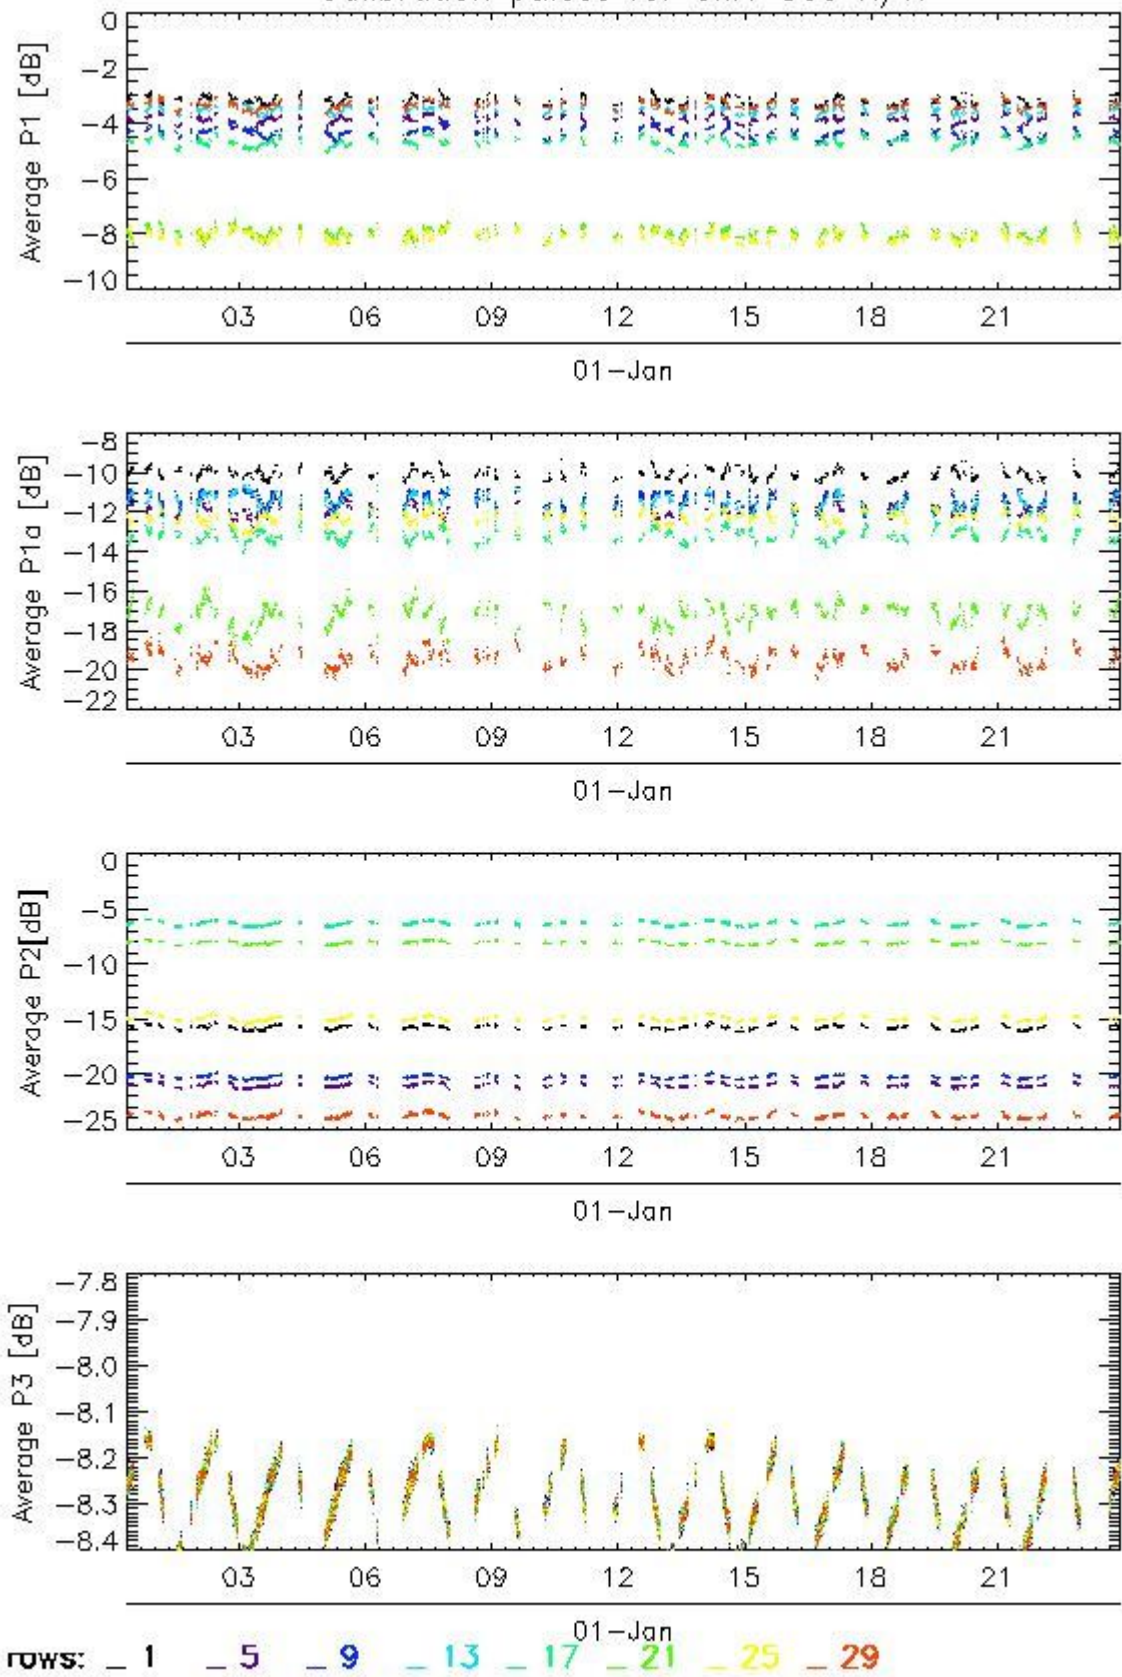 0
-2
-4
-6
-8
-10
Average P1 [dB]
03 06 09 12 15 18 21
01-Jan
-8
-10
-12
-14
-16
-18
-20
-22
Average P1a [dB]
03 06 09 12 15 18 21
01-Jan
0
-5
-10
-15
-20
-25
Average P2[dB]
03 06 09 12 15 18 21
01-Jan
-7.8
-7.9
-8.0
-8.1
-8.2
-8.3
-8.4
Average P3 [dB]
03 06 09 12 15 18 21
01-Jan
rows: _ 1 _ 5 _ 9 _ 13 _ 17 _ 21 _ 25 _ 29